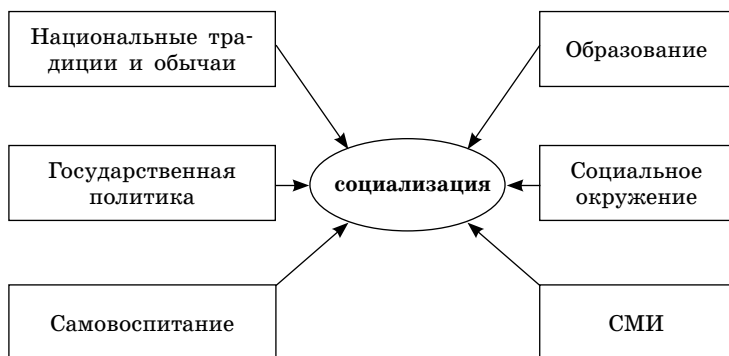 Национальные тра-
диции и обычаи
Образование
Государственная
политика
социализация
Социальное
окружение
Самовоспитание
СМИ